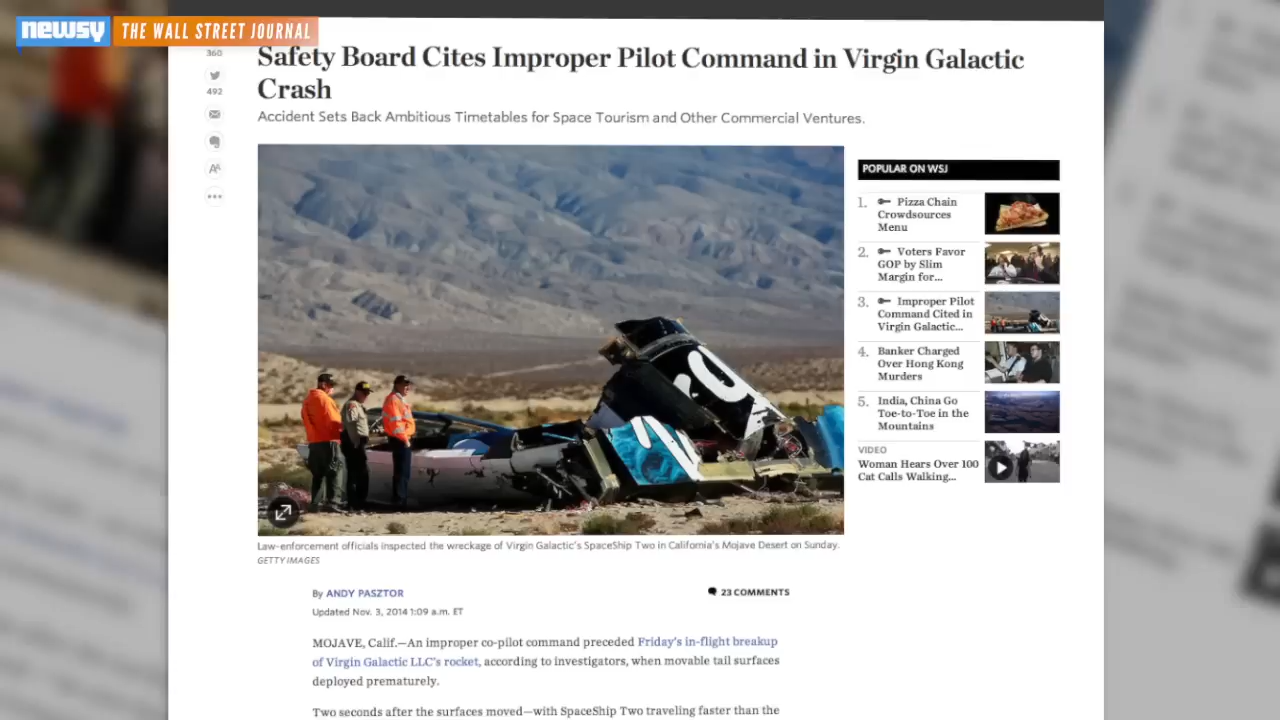 newsy THE WALL STREET JOURNAL
360
492
AA
Safety Board Cites Improper Pilot Command in Virgin Galactic
Crash
Accident Sets Back Ambitious Timetables for Space Tourism and Other Commercial Ventures.
POPULAR ON WSJ
1. Pizza Chain
Crowdsources
Menu
2. Voters Favor
GOP by Slim
Margin for...
3. Improper Pilot
Command Cited in
Virgin Galactic...
4. Banker Charged
Over Hong Kong
Murders
5. India, China Go
Toe-to-Toe in the
Mountains
VIDEO
Woman Hears Over 100
Cat Calls Walking...
Law-enforcement officials inspected the wreckage of Virgin Galactic's SpaceShip Two in California's Mojave Desert on Sunday.
GETTY IMAGES
By ANDY PASZTOR
23 COMMENTS
Updated Nov. 3, 2014 1:09 a.m. ET
MOJAVE, Calif.—An improper co-pilot command preceded Friday's in-flight breakup
of Virgin Galactic LLC's rocket, according to investigators, when movable tail surfaces
deployed prematurely.
Two seconds after the surfaces moved—with SpaceShip Two traveling faster than the